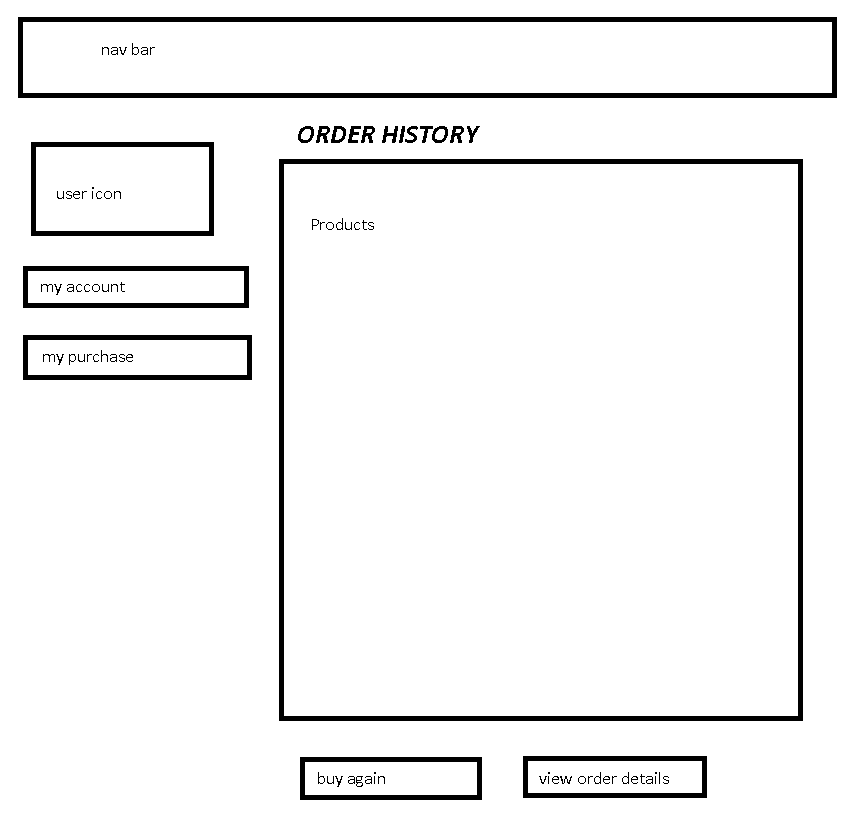 nav bar
ORDER HISTORY
user icon
Products
my account
my purchase
buy again
view order details